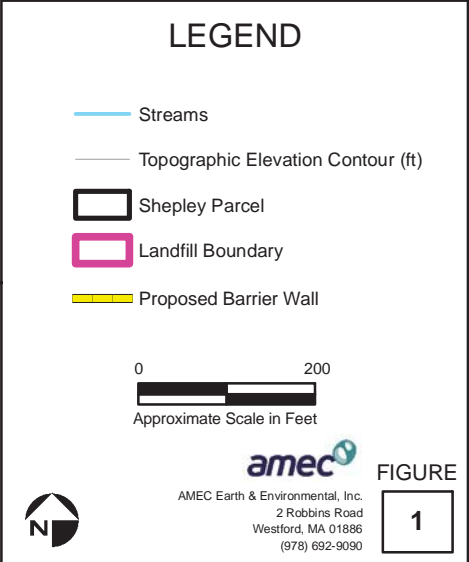 LEGEND
Streams
Topographic Elevation Contour (ft)
Shepley Parcel
Landfill Boundary
Proposed Barrier Wall
0 200
Approximate Scale in Feet
amec
FIGURE
AMEC Earth & Environmental, Inc.
2 Robbins Road
Westford, MA 01886
(978) 692-9090
1
N